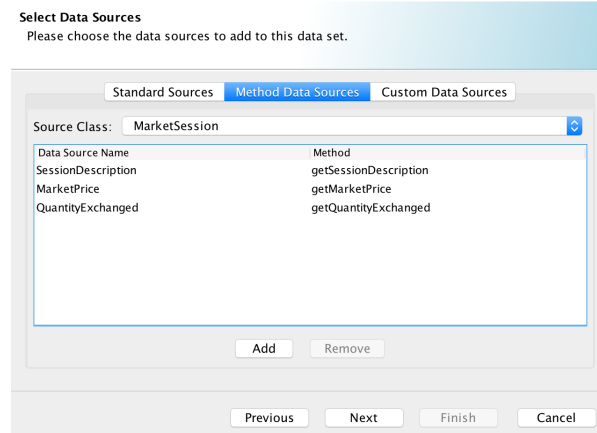 Select Data Sources
Please choose the data sources to add to this data set.
Standard Sources Method Data Sources Custom Data Sources
Source Class: MarketSession
Data Source Name Method
SessionDescription getSessionDescription
MarketPrice getMarketPrice
QuantityExchanged getQuantityExchanged
Add Remove
Previous Next Finish Cancel